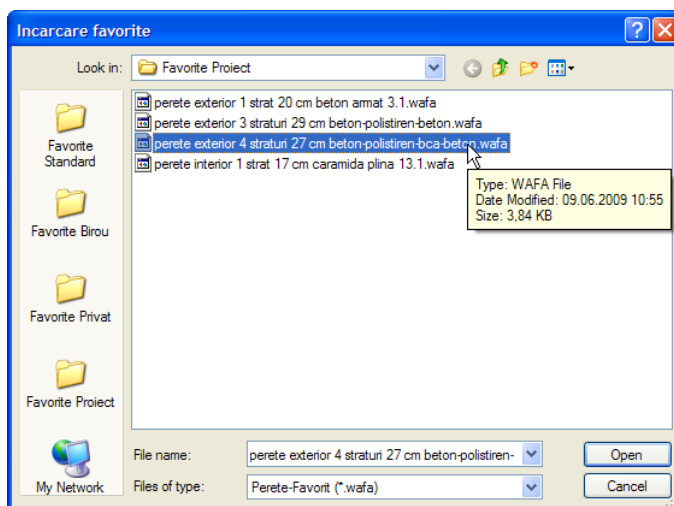 Incarcare favorite
Look in:
Favorite Proiect
perete exterior 1 strat 20 cm beton armat 3.1.wafa
perete exterior 3 straturi 29 cm beton-polistiren-beton.wafa
perete exterior 4 straturi 27 cm beton-polistiren-bca-beton.wafa
perete interior 1 strat 17 cm caramida plina 13.1.wafa
Type: WAFA File
Date Modified: 09.06.2009 10:55
Size: 3,84 KB
Favorite
Standard
Favorite Birou
Favorite Privat
Favorite Proiect
My Network
File name:
perete exterior 4 straturi 27 cm beton-polistiren-
Open
Files of type:
Perete-Favorit (*.wafa)
Cancel